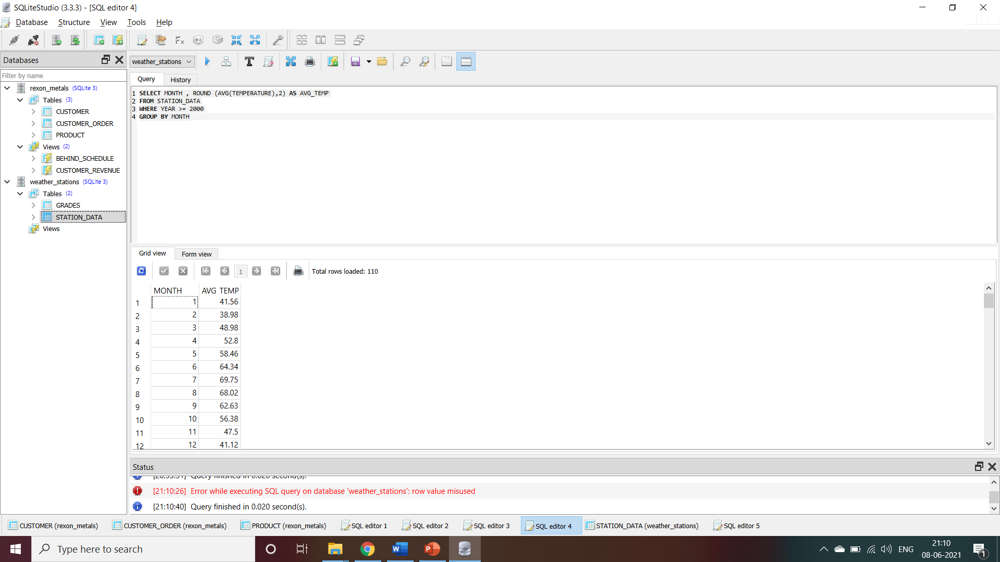 SQLiteStudio (3.3.3) - [SQL editor 4]
Database Structure View Tools Help
Databases
Filter by name
rexon_metals (SQLite 3)
Tables (3)
CUSTOMER
CUSTOMER_ORDER
PRODUCT
Views (2)
BEHIND_SCHEDULE
CUSTOMER_REVENUE
weather_stations (SQLite 3)
Tables (2)
GRADES
STATION_DATA
Views
weather_stations
Query History
1 SELECT MONTH , ROUND (AVG(TEMPERATURE),2) AS AVG_TEMP
2 FROM STATION_DATA
3 WHERE YEAR >= 2000
4 GROUP BY MONTH
Grid view Form view
1 Total rows loaded: 110
MONTH AVG_TEMP
1 1 41.56
2 2 38.98
3 3 48.98
4 4 52.8
5 5 58.46
6 6 64.34
7 7 69.75
8 8 68.02
9 9 62.63
10 10 56.38
11 11 47.5
12 12 41.12
Status
Query finished in 0.020 second(s).
[21:10:26] Error while executing SQL query on database 'weather_stations': row value misused
[21:10:40] Query finished in 0.020 second(s).
CUSTOMER (rexon_metals) CUSTOMER_ORDER (rexon_metals) PRODUCT (rexon_metals) SQL editor 1 SQL editor 2 SQL editor 3 SQL editor 4 STATION_DATA (weather_stations) SQL editor 5
Type here to search
ENG
21:10
08-06-2021
1